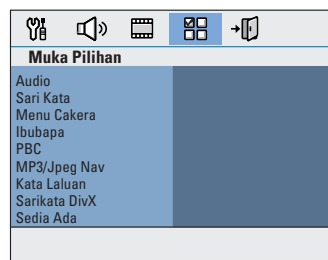 Muka Pilihan
Audio
Sari Kata
Menu Cakera
Ibubapa
PBC
MP3/Jpeg Nav
Kata Laluan
Sarikata DivX
Sedia Ada